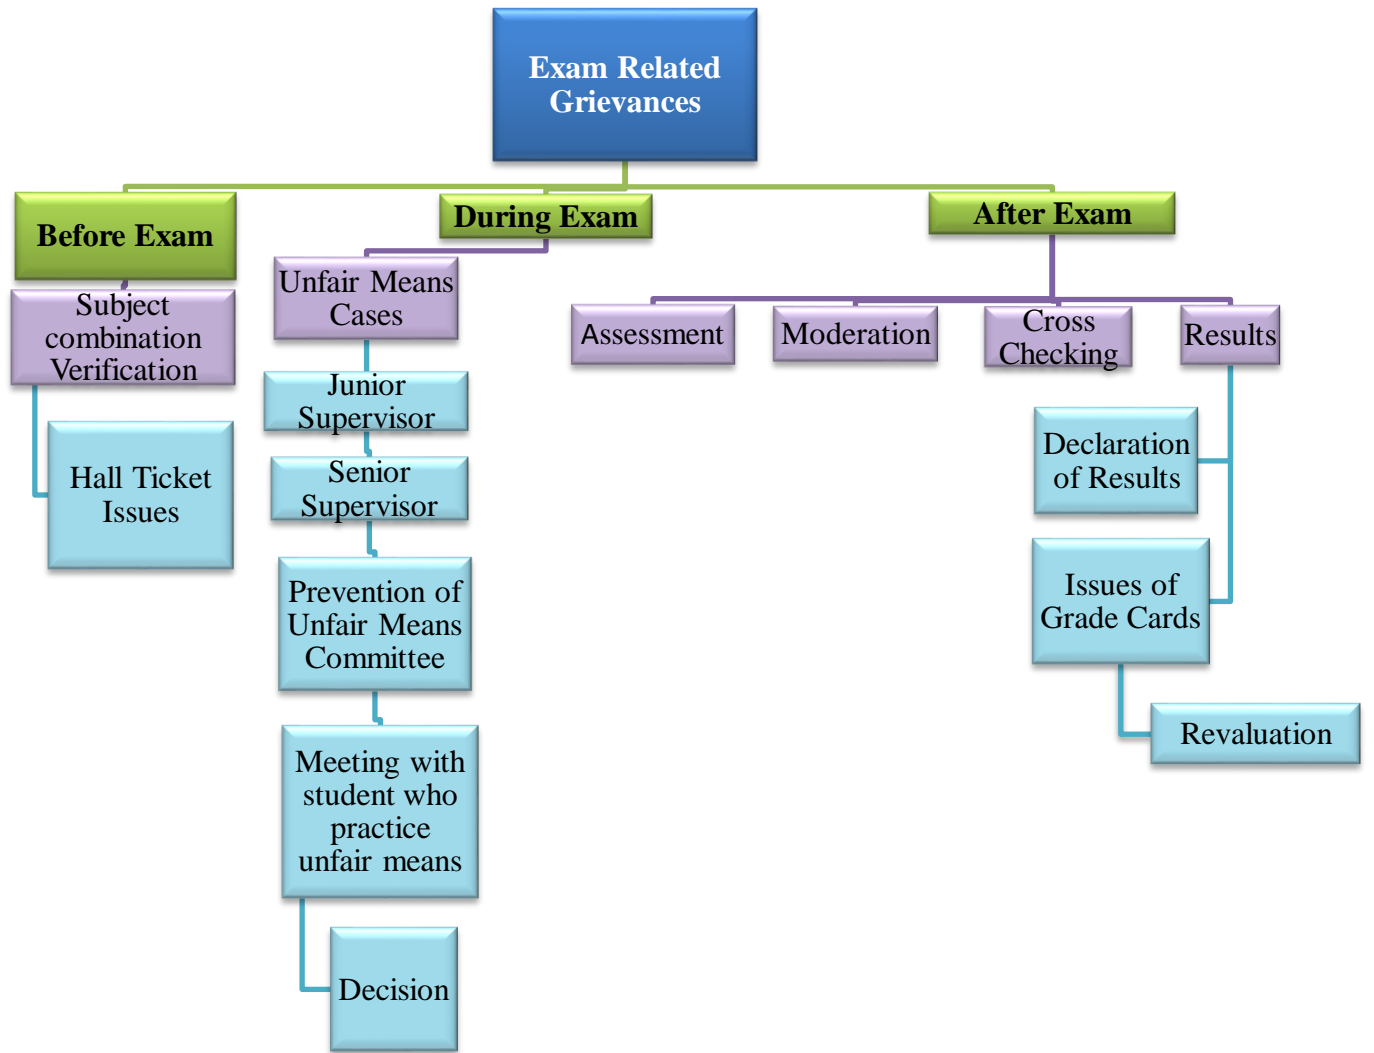 Exam Related
Grievances
Before Exam
During Exam
After Exam
Subject
combination
Verification
Hall Ticket
Issues
Unfair Means
Cases
Junior
Supervisor
Senior
Supervisor
Prevention of
Unfair Means
Committee
Meeting with
student who
practice
unfair means
Decision
Assessment
Moderation
Cross
Checking
Results
Declaration
of Results
Issues of
Grade Cards
Revaluation